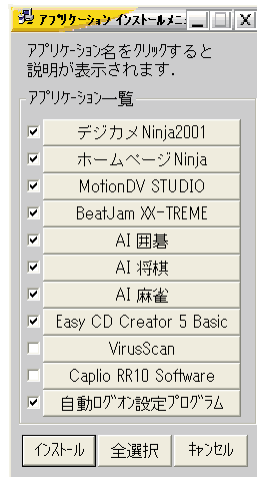 アプリケーション インストールメニ
アプリケーション名をクリックすると
説明が表示されます.
アプリケーション一覧
デジカメNinja2001
ホームページNinja
MotionDV STUDIO
BeatJam XX-TREME
AI 囲碁
AI 将棋
AI 麻雀
Easy CD Creator 5 Basic
VirusScan
Caplio RR10 Software
自動ログオン設定プログラム
インストール 全選択 キャンセル